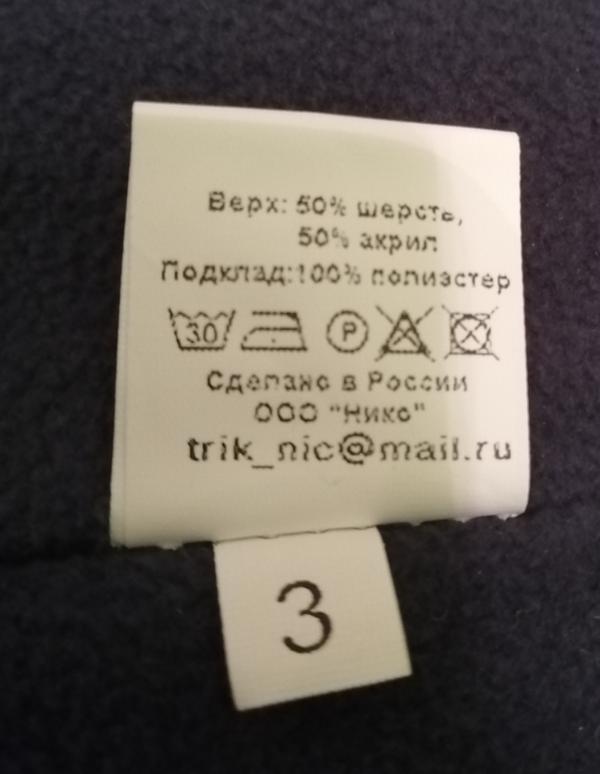 Верх: 50% шерсть,
50% акрил
Подклад:100% полиэстер
30 P
Сделано в России
ООО "Нико"
trik_nic@mail.ru
3